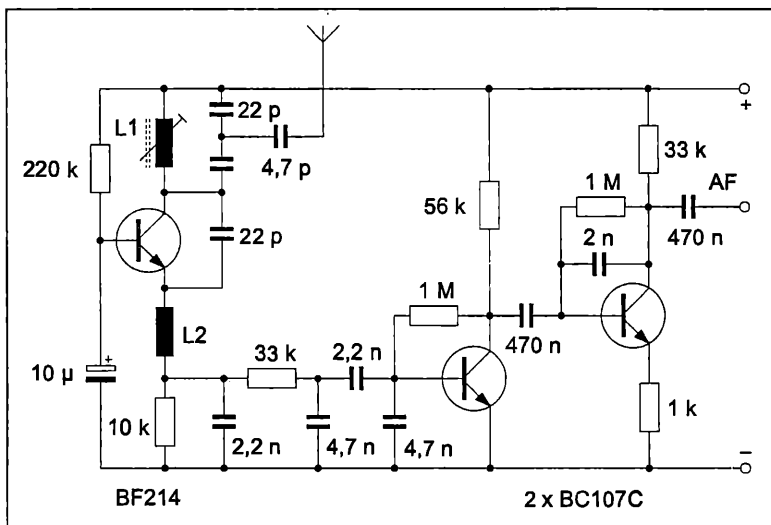 22 p
L1
+
4,7 p
33 k
220 k
1 M
AF
56 k
22 p
2 n
470 n
1 M
L2
470 n
33 k
2,2 n
+
10 µ
10 k
1 k
2,2 n
4,7 n
4,7 n
–
BF214
2 x BC107C